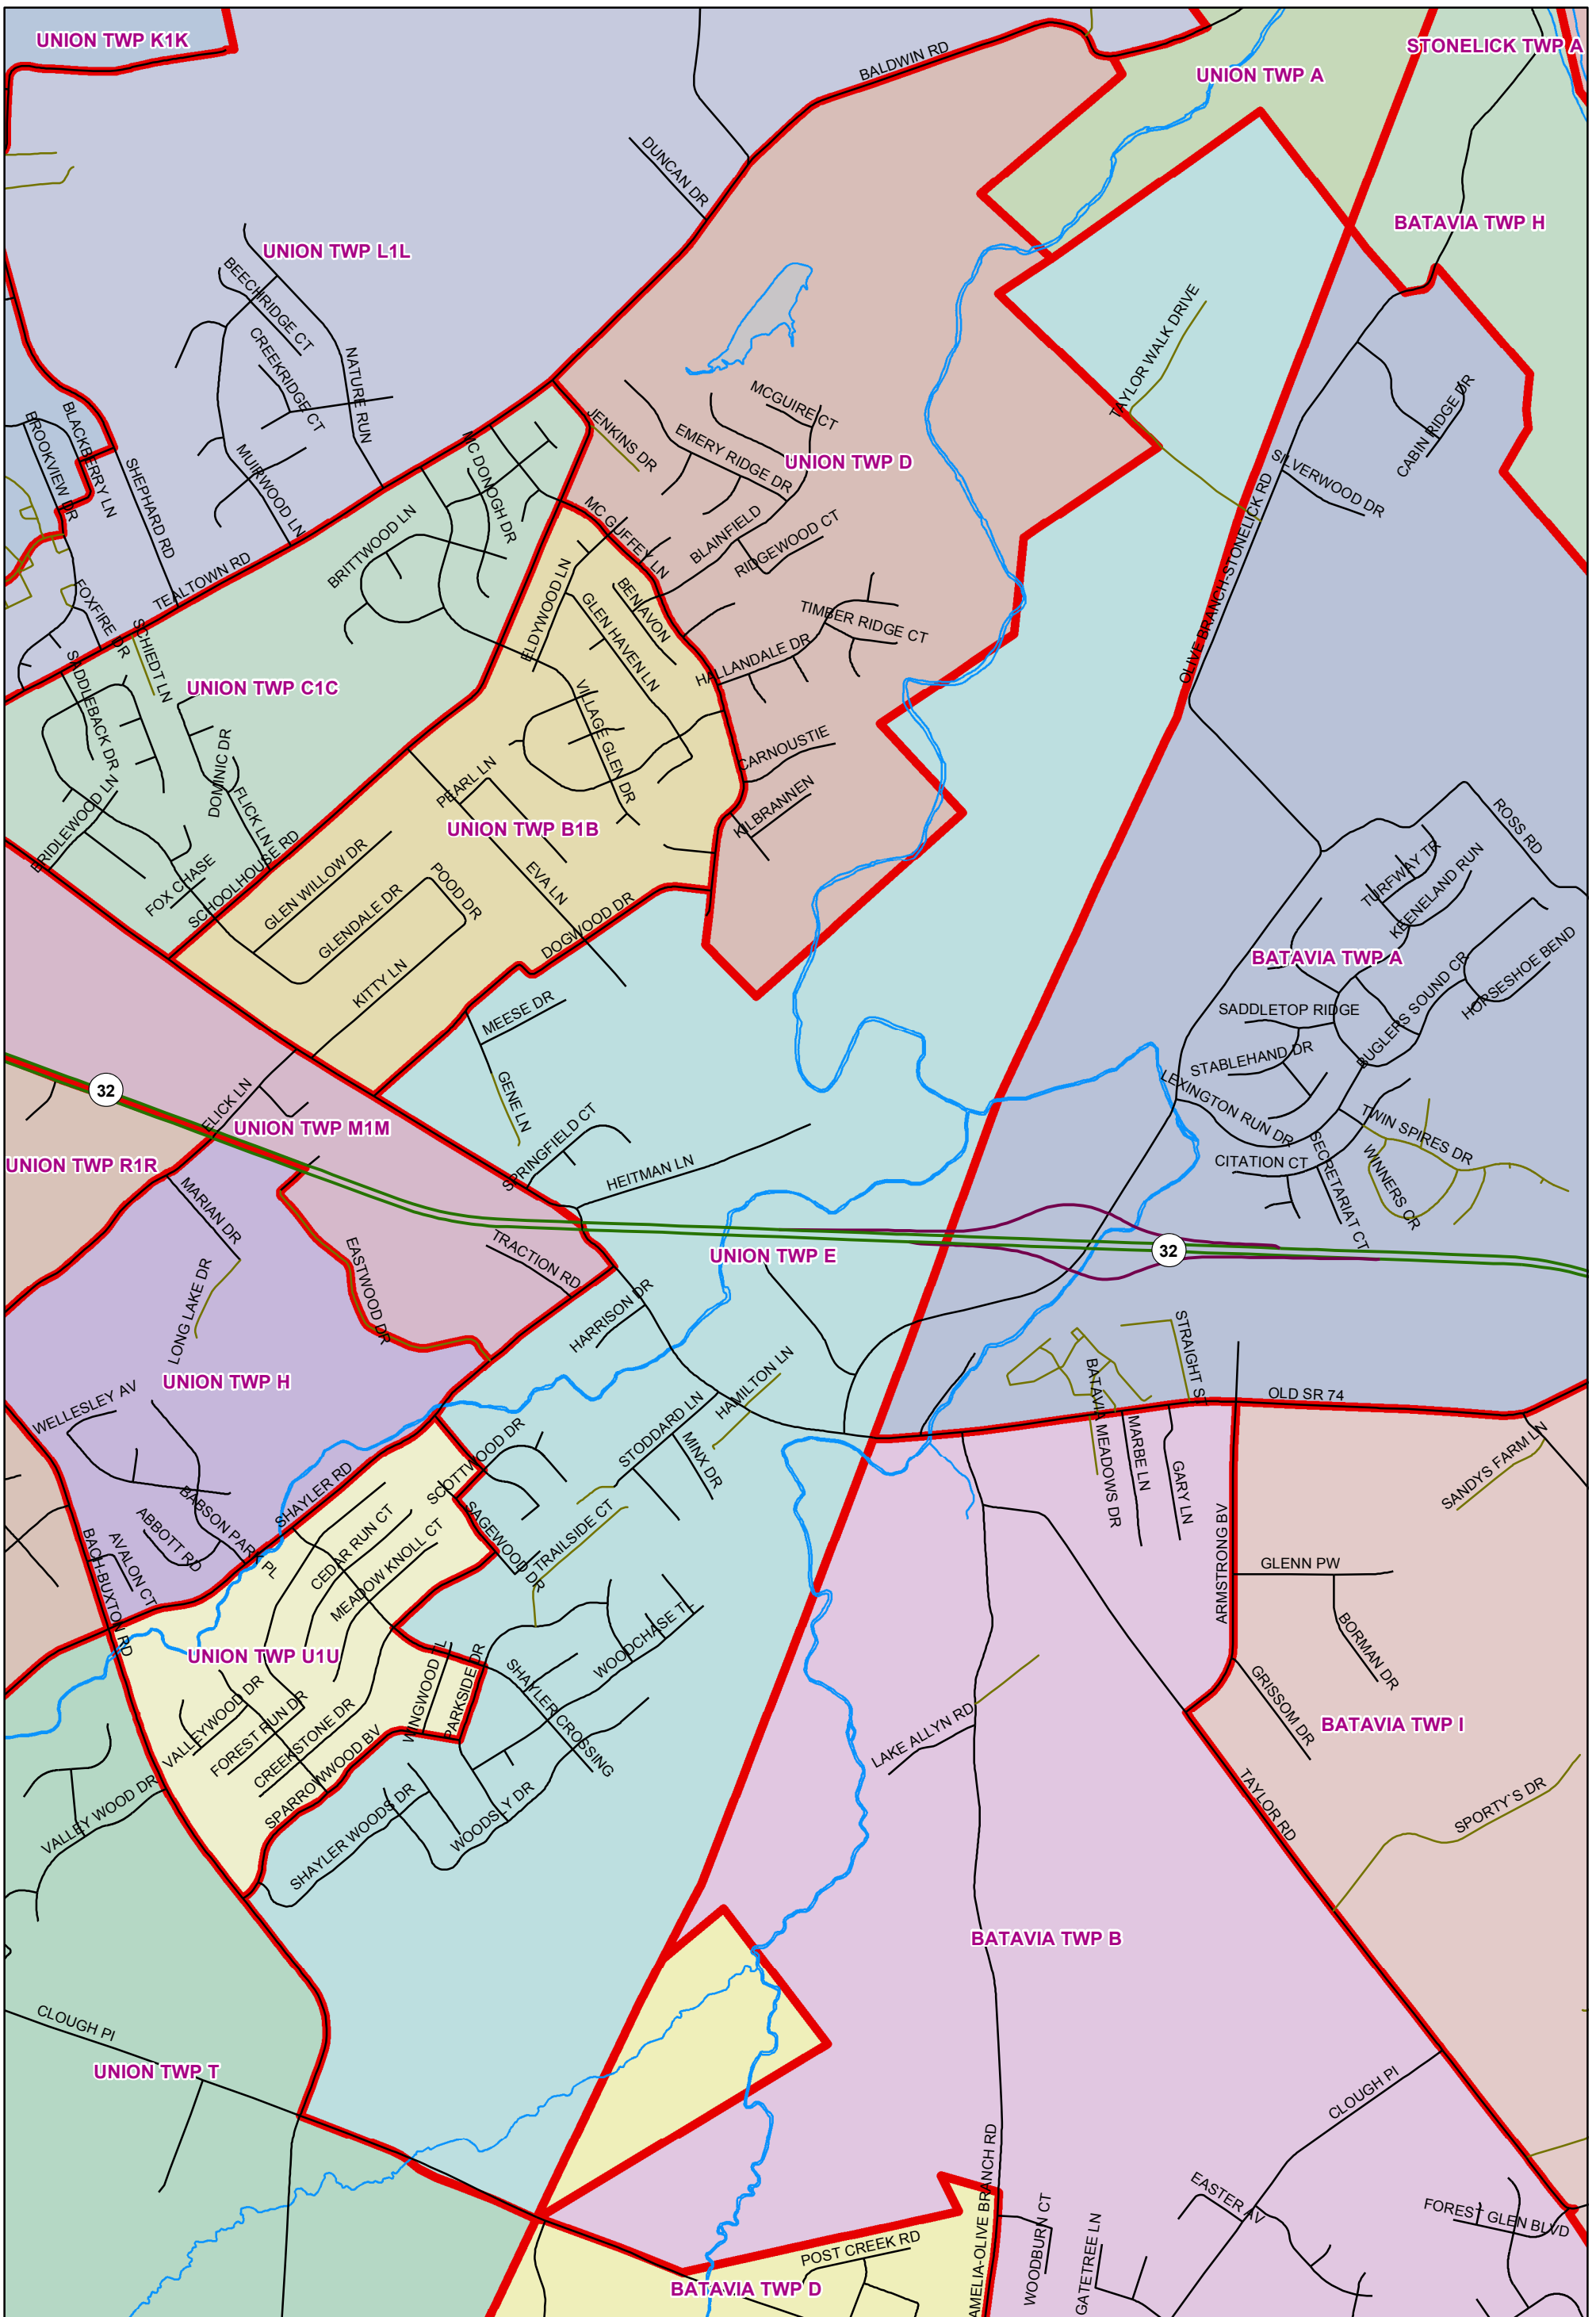 UNION TWP K1K
STONELICK TWP A
UNION TWP A
BALDWIN RD
DUNCAN DR
UNION TWP L1L
BATAVIA TWP H
BEECHRIDGE CT
CREEKRIDGE CT
NATURE RUN
TAYLOR WALK DRIVE
BROOKVIEW DR
BLACKBERRY LN
SHEPHARD RD
MUIRWOOD LN
MC DONOGH DR
JENKINS DR
MCGUIRE CT
EMERY RIDGE DR
UNION TWP D
CABIN RIDGE DR
SILVERWOOD DR
BRITTWOOD LN
MC GUFFEY LN
BLAINFIELD
RIDGEWOOD CT
OLIVE BRANCH-STONELICK RD
TEALTOWN RD
FOXFIRE DR
SCHIEDT LN
ELDYWOOD LN
BEN AVON
GLEN HAVEN LN
TIMBER RIDGE CT
HALLANDALE DR
SADDLEBACK DR
UNION TWP C1C
VILLAGE GLEN DR
CARNOUSTIE
DOMINIC DR
FLICK LN
PEARL LN
KILBRANNEN
BRIDLEWOOD LN
UNION TWP B1B
ROSS RD
FOX CHASE
SCHOOLHOUSE RD
GLEN WILLOW DR
GLENDALE DR
POOD DR
EVA LN
DOGWOOD DR
TURFWAY TR
KEENELAND RUN
KITTY LN
BATAVIA TWP A
BUGLERS SOUND CR
HORSESHOE BEND
MEESE DR
SADDLETOP RIDGE
STABLEHAND DR
32
ELICK LN
GENE LN
LEXINGTON RUN DR
TWIN SPIRES DR
UNION TWP M1M
SPRINGFIELD CT
UNION TWP R1R
HEITMAN LN
CITATION CT
SECRETARIAT CT
WINNERS CR
MARIAN DR
EASTWOOD DR
TRACTION RD
UNION TWP E
32
LONG LAKE DR
HARRISON DR
UNION TWP H
STRAIGHT ST
BATAVIA MEADOWS DR
OLD SR 74
WELLESLEY AV
HAMILTON LN
STODDARD LN
MINX DR
MARBE LN
GARY LN
SANDYS FARM LN
SCOTTWOOD DR
SHAYLER RD
BABSON PARK PL
ABBOTT RD
AVALON CT
BACH-BUXTON RD
CEDAR RUN CT
MEADOW KNOLL CT
SAGEWOOD DR
TRAILSIDE CT
ARMSTRONG BV
GLENN PW
BORMAN DR
UNION TWP U1U
WOODCHASE TL
GRISSOM DR
VALLEYWOOD DR
FOREST RUN DR
CREEKSTONE DR
SPARROWWOOD BV
PARKSIDE DR
SHAYLER CROSSING
LAKE ALLYN RD
BATAVIA TWP I
VALLEY WOOD DR
SHAYLER WOODS DR
TAYLOR RD
SPORTY'S DR
BATAVIA TWP B
CLOUGH PI
UNION TWP T
CLOUGH PI
AMELIA-OLIVE BRANCH RD
EASTER AV
FOREST GLEN BLVD
WOODBURN CT
GATETREE LN
POST CREEK RD
BATAVIA TWP D